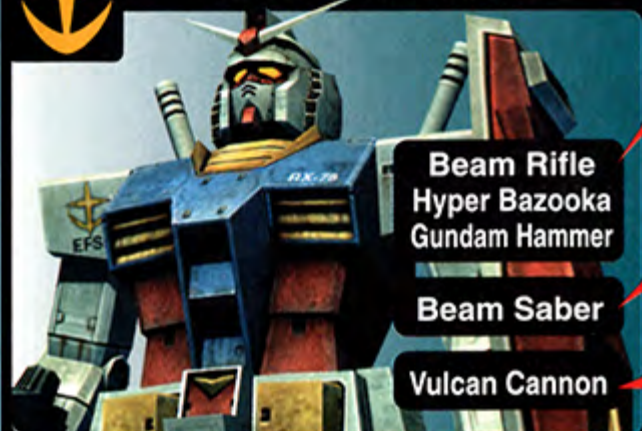 RX-78
EFS
Beam Rifle
Hyper Bazooka
Gundam Hammer
Beam Saber
Vulcan Cannon